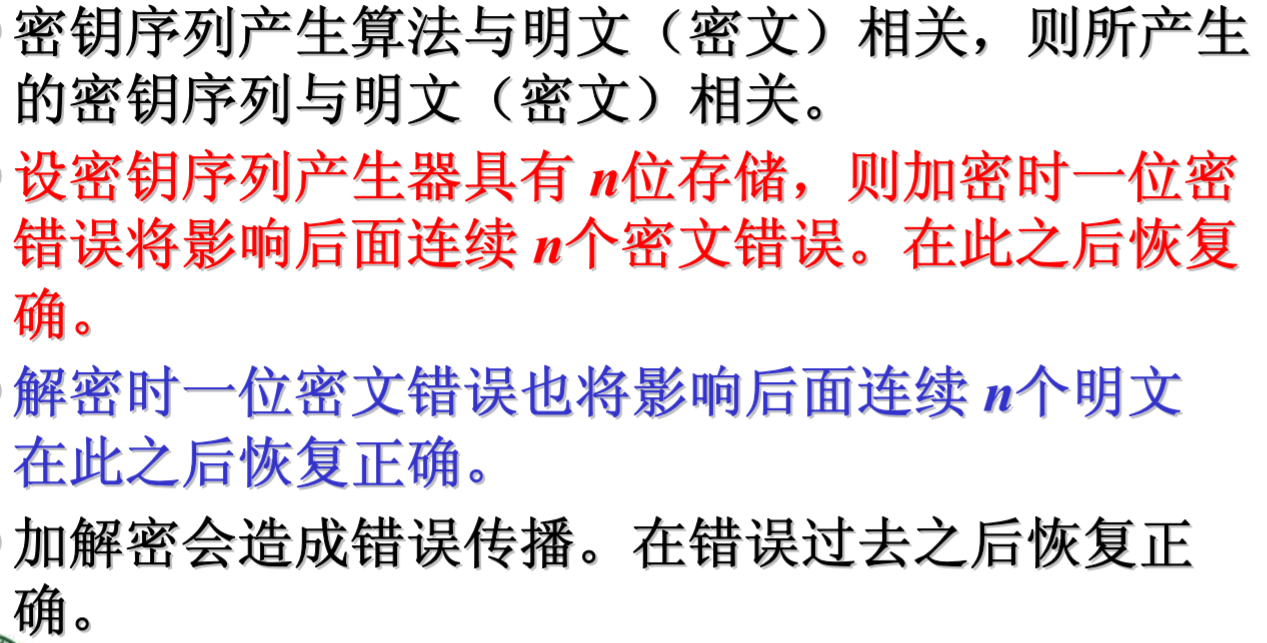 密钥序列产生算法与明文（密文）相关，则所产生
的密钥序列与明文（密文）相关。
设密钥序列产生器具有 n位存储，则加密时一位密
错误将影响后面连续 n个密文错误。在此之后恢复
确。
解密时一位密文错误也将影响后面连续 n个明文
在此之后恢复正确。
加解密会造成错误传播。在错误过去之后恢复正
确。